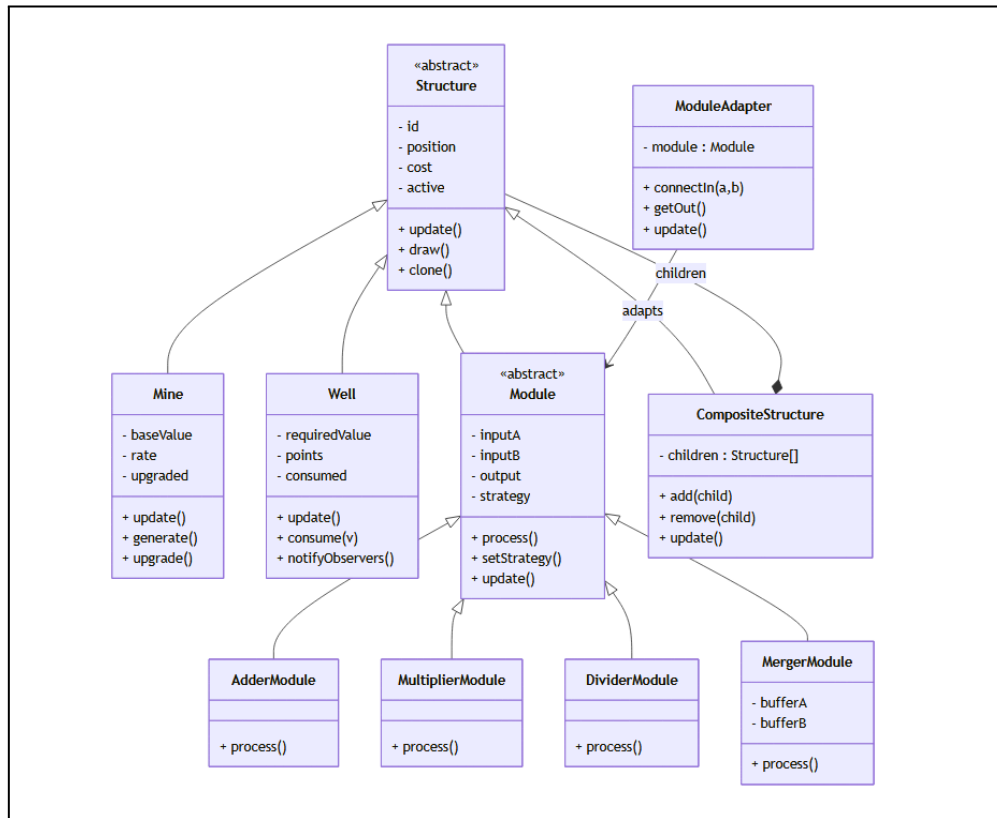 «abstract»
Structure
- id
- position
- cost
- active
+ update()
+ draw()
+ clone()
ModuleAdapter
- module : Module
+ connectIn(a,b)
+ getOut()
+ update()
children
adapts
Mine
- baseValue
- rate
- upgraded
+ update()
+ generate()
+ upgrade()
Well
- requiredValue
- points
- consumed
+ update()
+ consume(v)
+ notifyObservers()
«abstract»
Module
- inputA
- inputB
- output
- strategy
+ process()
+ setStrategy()
+ update()
CompositeStructure
- children : Structure[]
+ add(child)
+ remove(child)
+ update()
AdderModule
+ process()
MultiplierModule
+ process()
DividerModule
+ process()
MergerModule
- bufferA
- bufferB
+ process()